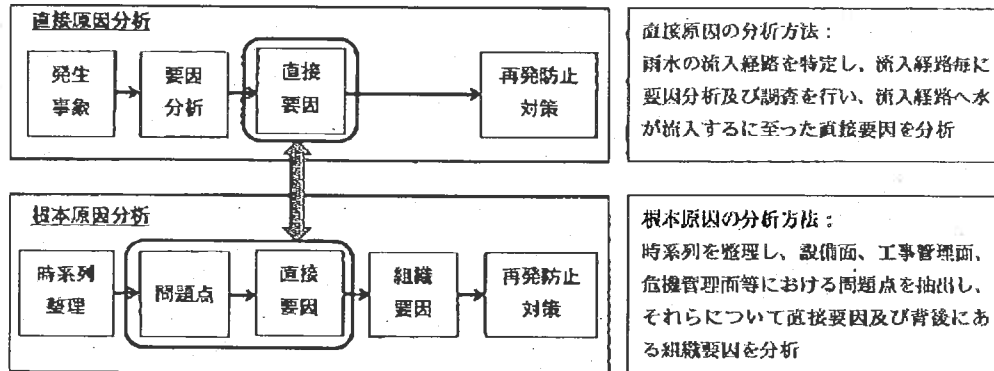 直接原因分析
発生
事象
要因
分析
直接
要因
再発防止
対策
直接原因の分析方法：
雨水の流入経路を特定し、流入経路毎に
要因分析及び調査を行い、流入経路へ水
が流入するに至った直接要因を分析
根本原因分析
時系列
整理
問題点
直接
要因
組織
要因
再発防止
対策
根本原因の分析方法：
時系列を整理し、設備面、工事管理面、
危機管理面等における問題点を抽出し、
それらについて直接要因及び背後にあ
る組織要因を分析